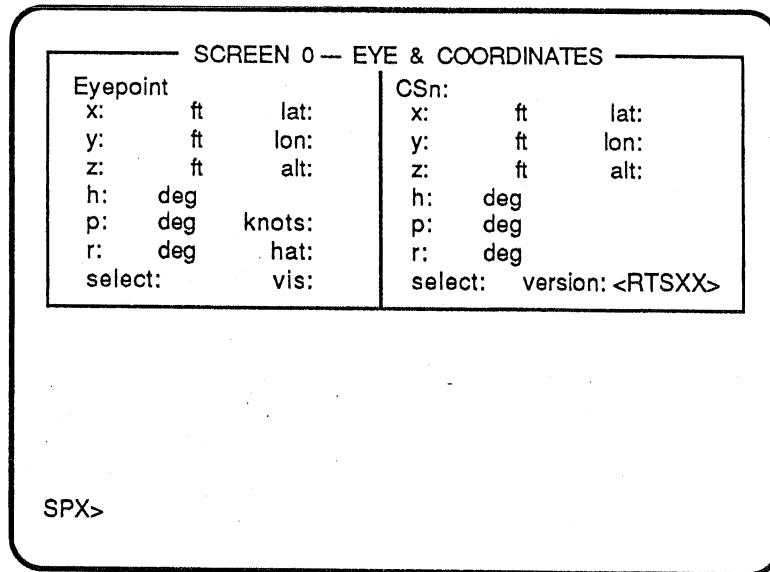 SCREEN 0 — EYE & COORDINATES
Eyepoint
x: ft lat:
y: ft lon:
z: ft alt:
h: deg
p: deg knots:
r: deg hat:
select: vis:
CSn:
x: ft lat:
y: ft lon:
z: ft alt:
h: deg
p: deg
r: deg
select: version: <RTSXX>
SPX>